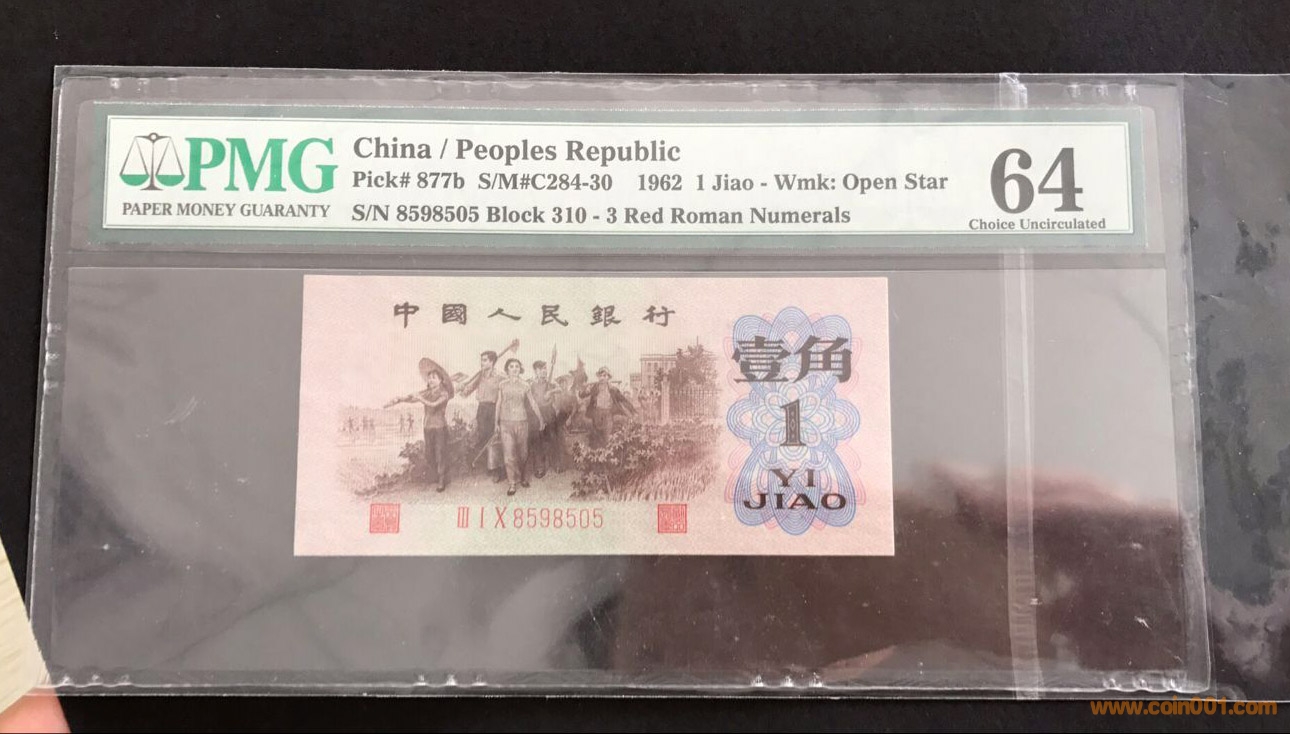 PMG
PAPER MONEY GUARANTY
China / Peoples Republic
Pick# 877b S/M#C284-30 1962 1 Jiao - Wmk: Open Star
S/N 8598505 Block 310 - 3 Red Roman Numerals
64
Choice Uncirculated
中國人民銀行
壹角
1
YI
JIAO
III I X 8598505
www.coin001.com